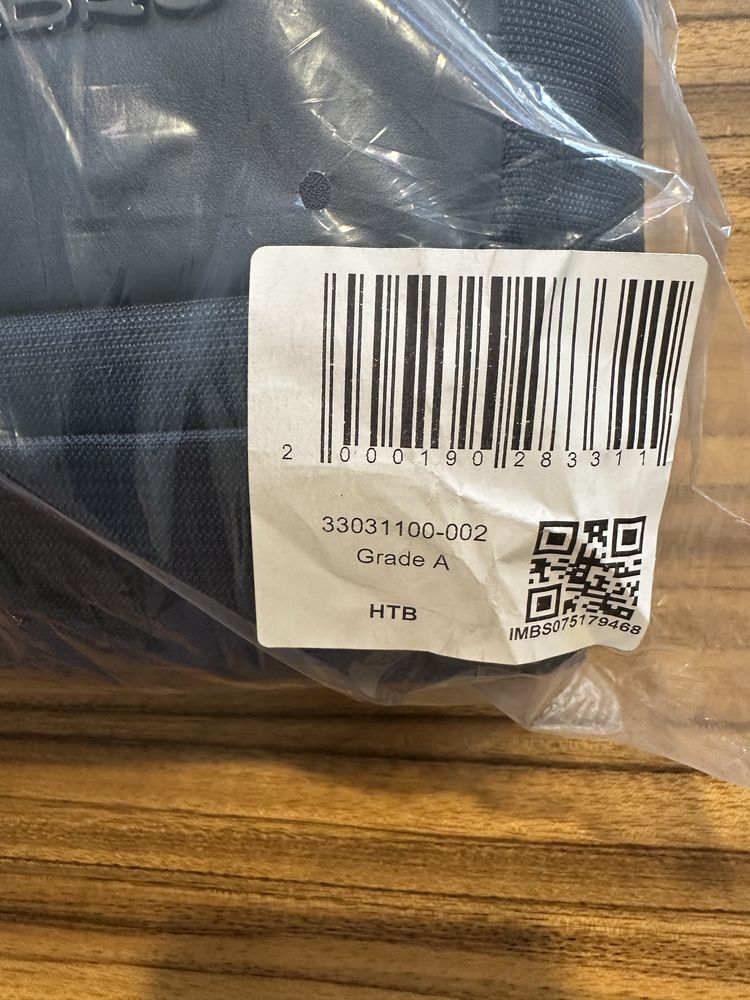 2 000190 283311
33031100-002
Grade A
HTB
IMBS075179468